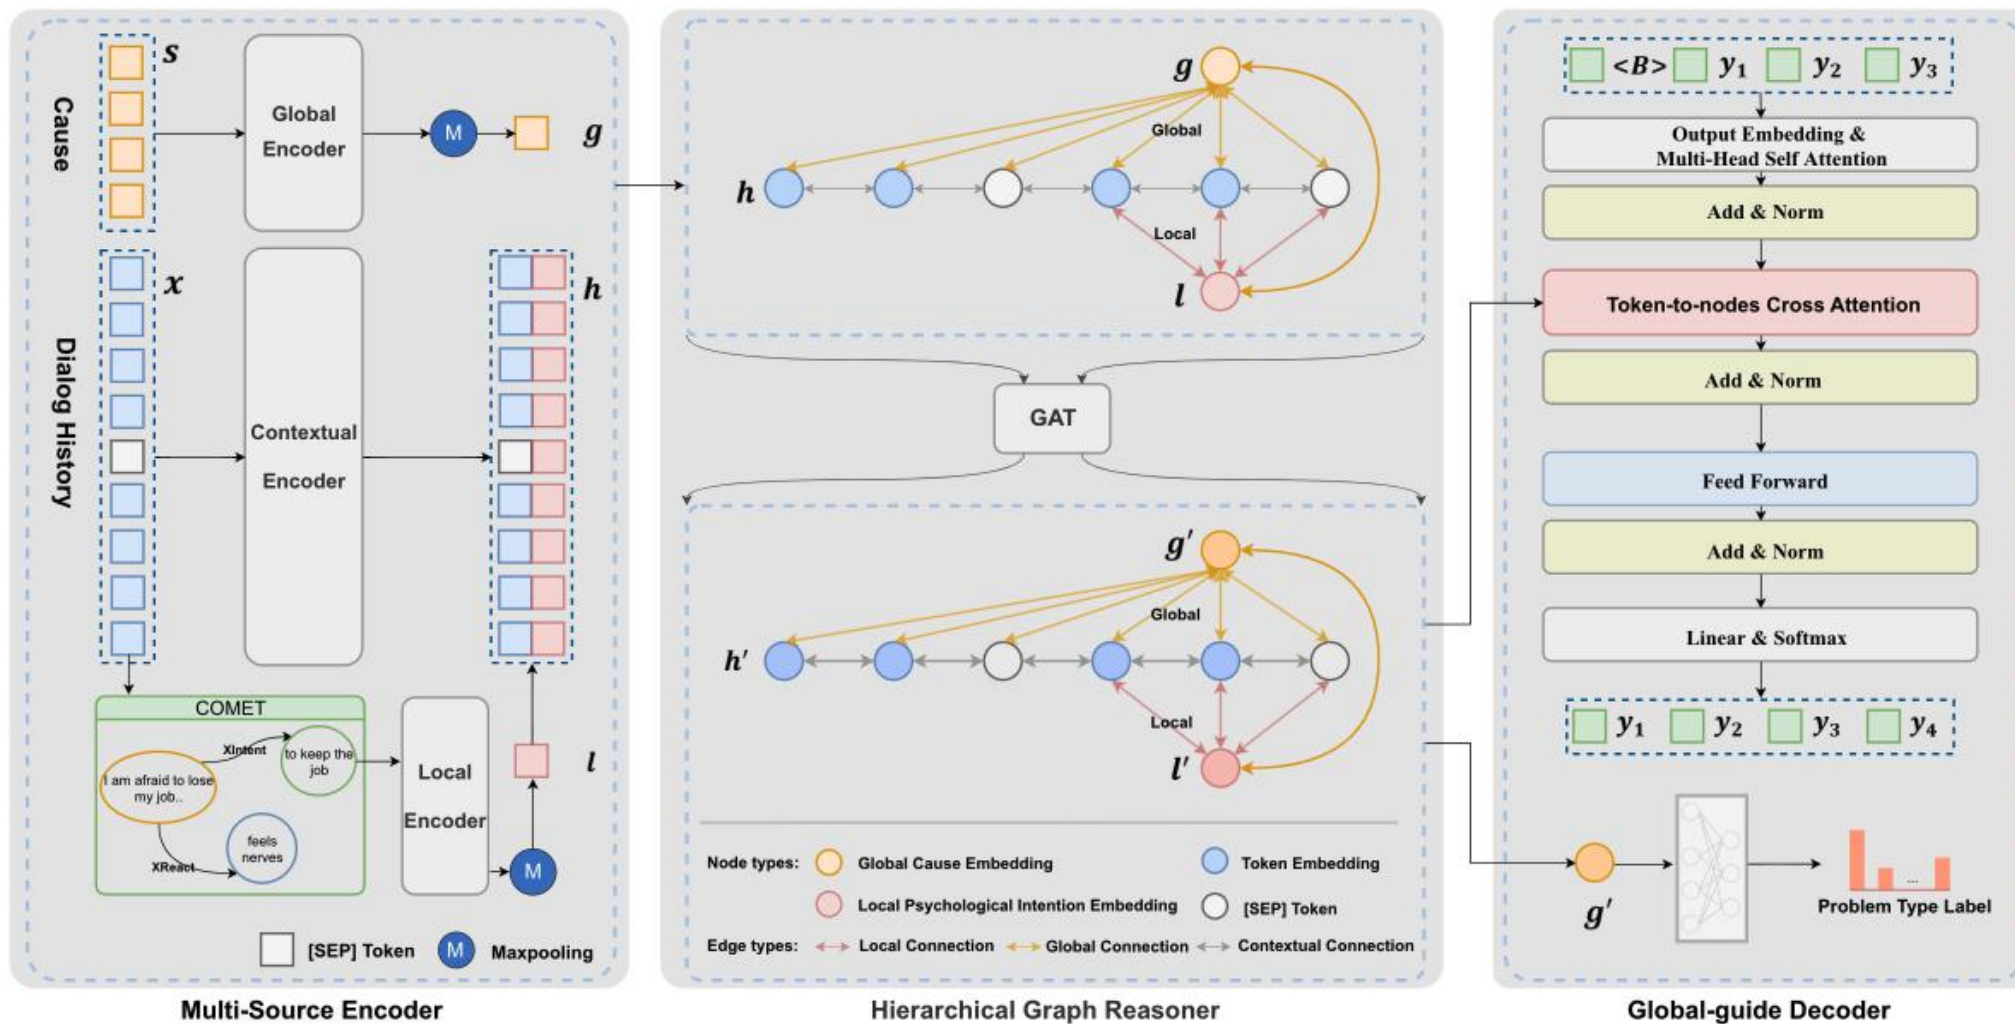 Cause
s
Global
Encoder
M
g
Dialog History
x
Contextual
Encoder
h
COMET
I am afraid to lose
my job..
XIntent
to keep the
job
XReact
feels
nerves
Local
Encoder
l
M
[SEP] Token
M
Maxpooling
Multi-Source Encoder
g
Global
h
Local
l
GAT
g′
Global
h′
Local
l′
Node types:
Global Cause Embedding
Token Embedding
Local Psychological Intention Embedding
[SEP] Token
Edge types:
Local Connection
Global Connection
Contextual Connection
Hierarchical Graph Reasoner
<B> y1 y2 y3
Output Embedding &
Multi-Head Self Attention
Add & Norm
Token-to-nodes Cross Attention
Add & Norm
Feed Forward
Add & Norm
Linear & Softmax
y1 y2 y3 y4
g′
...
Problem Type Label
Global-guide Decoder